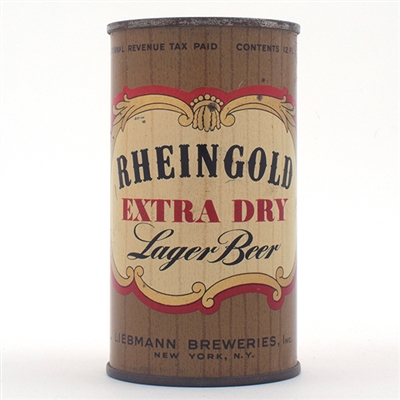 REVENUE TAX PAID CONTENTS 12 FL
RHEINGOLD
EXTRA DRY
Lager Beer
LIEBMANN BREWERIES, INC
NEW YORK, N.Y.